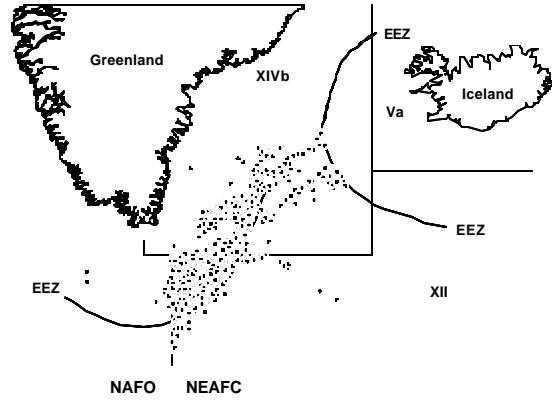 EEZ
Greenland
XIVb
Iceland
Va
EEZ
EEZ
XII
NAFO NEAFC